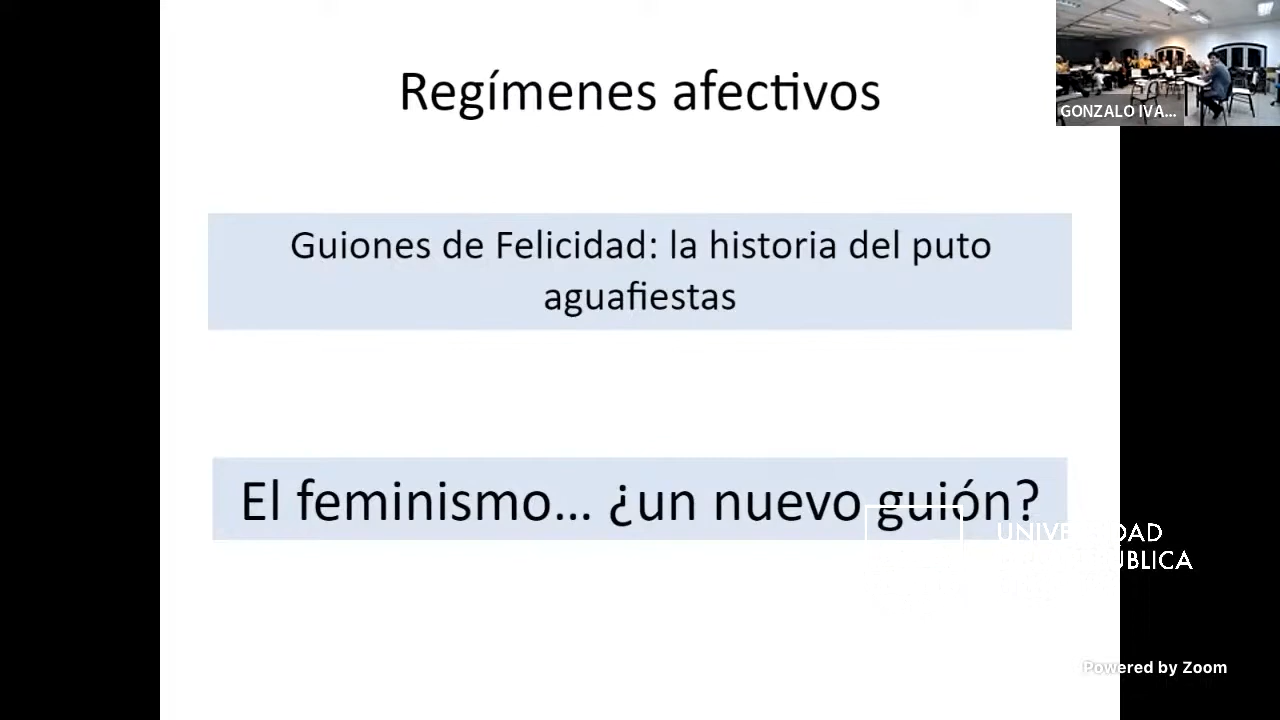 Regímenes afectivos
GONZALO IVA...
Guiones de Felicidad: la historia del puto
aguafiestas
El feminismo... ¿un nuevo guión?
Powered by Zoom